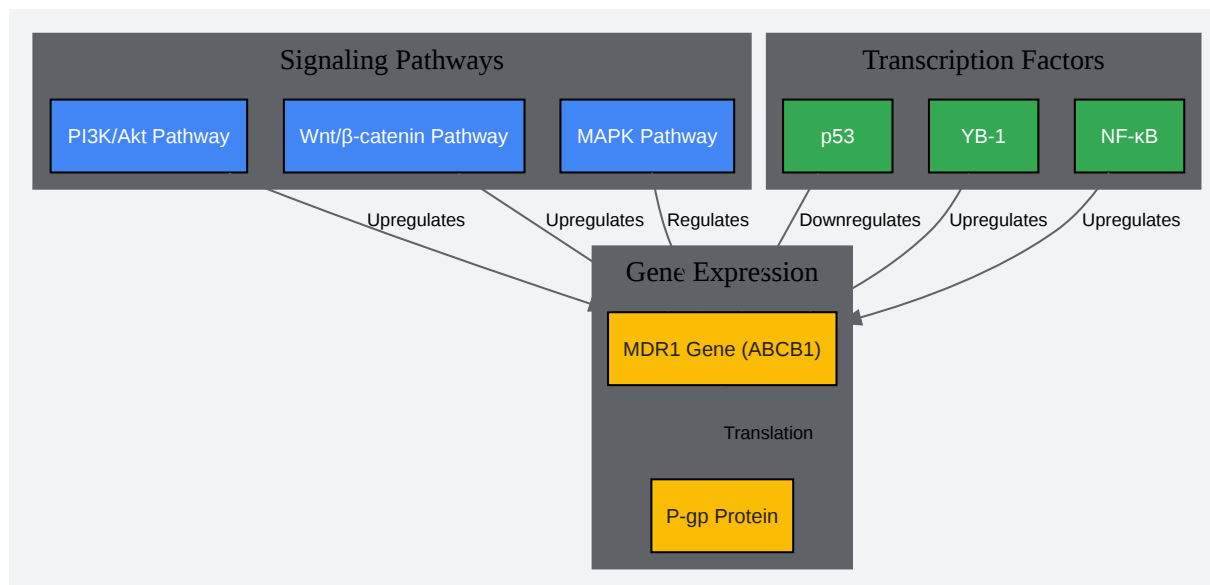 Signaling Pathways
Transcription Factors
PI3K/Akt Pathway
Wnt/β-catenin Pathway
MAPK Pathway
p53
YB-1
NF-κB
Upregulates
Upregulates
Regulates
Downregulates
Upregulates
Upregulates
Gene Expression
MDR1 Gene (ABCB1)
Translation
P-gp Protein